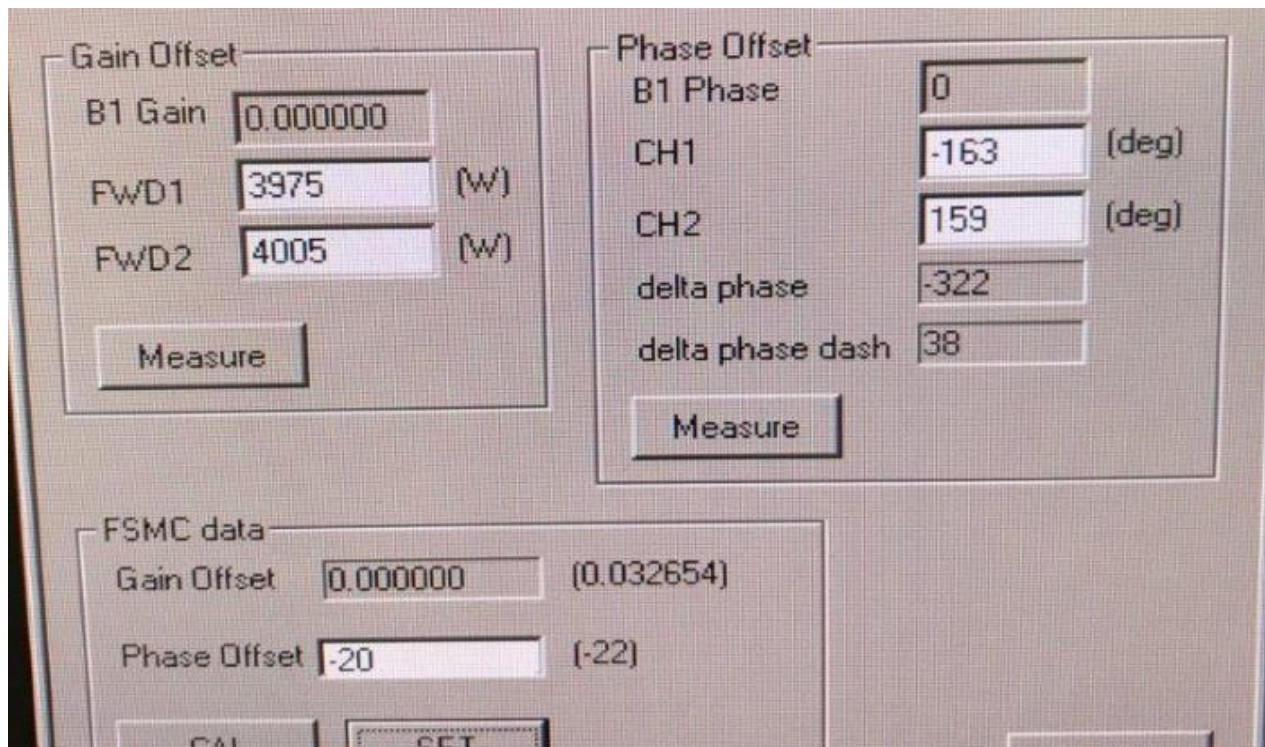 Gain Offset
B1 Gain 0.000000
FWD1 3975 (W)
FWD2 4005 (W)
Measure
Phase Offset
B1 Phase 0
CH1 -163 (deg)
CH2 159 (deg)
delta phase -322
delta phase dash 38
Measure
FSMC data
Gain Offset 0.000000 (0.032654)
Phase Offset -20 (-22)
CAL SET